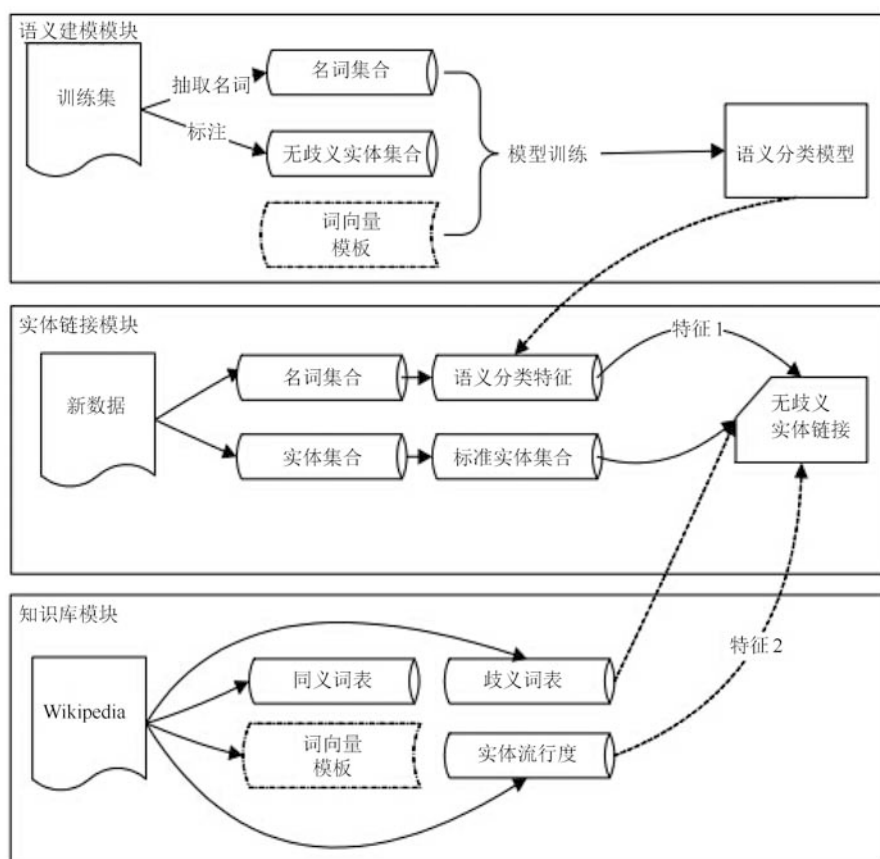 语义建模模块
训练集
抽取名词
标注
名词集合
无歧义实体集合
词向量
模板
模型训练
语义分类模型
实体链接模块
新数据
名词集合
语义分类特征
特征1
实体集合
标准实体集合
无歧义
实体链接
知识库模块
Wikipedia
同义词表
歧义词表
特征2
词向量
模板
实体流行度